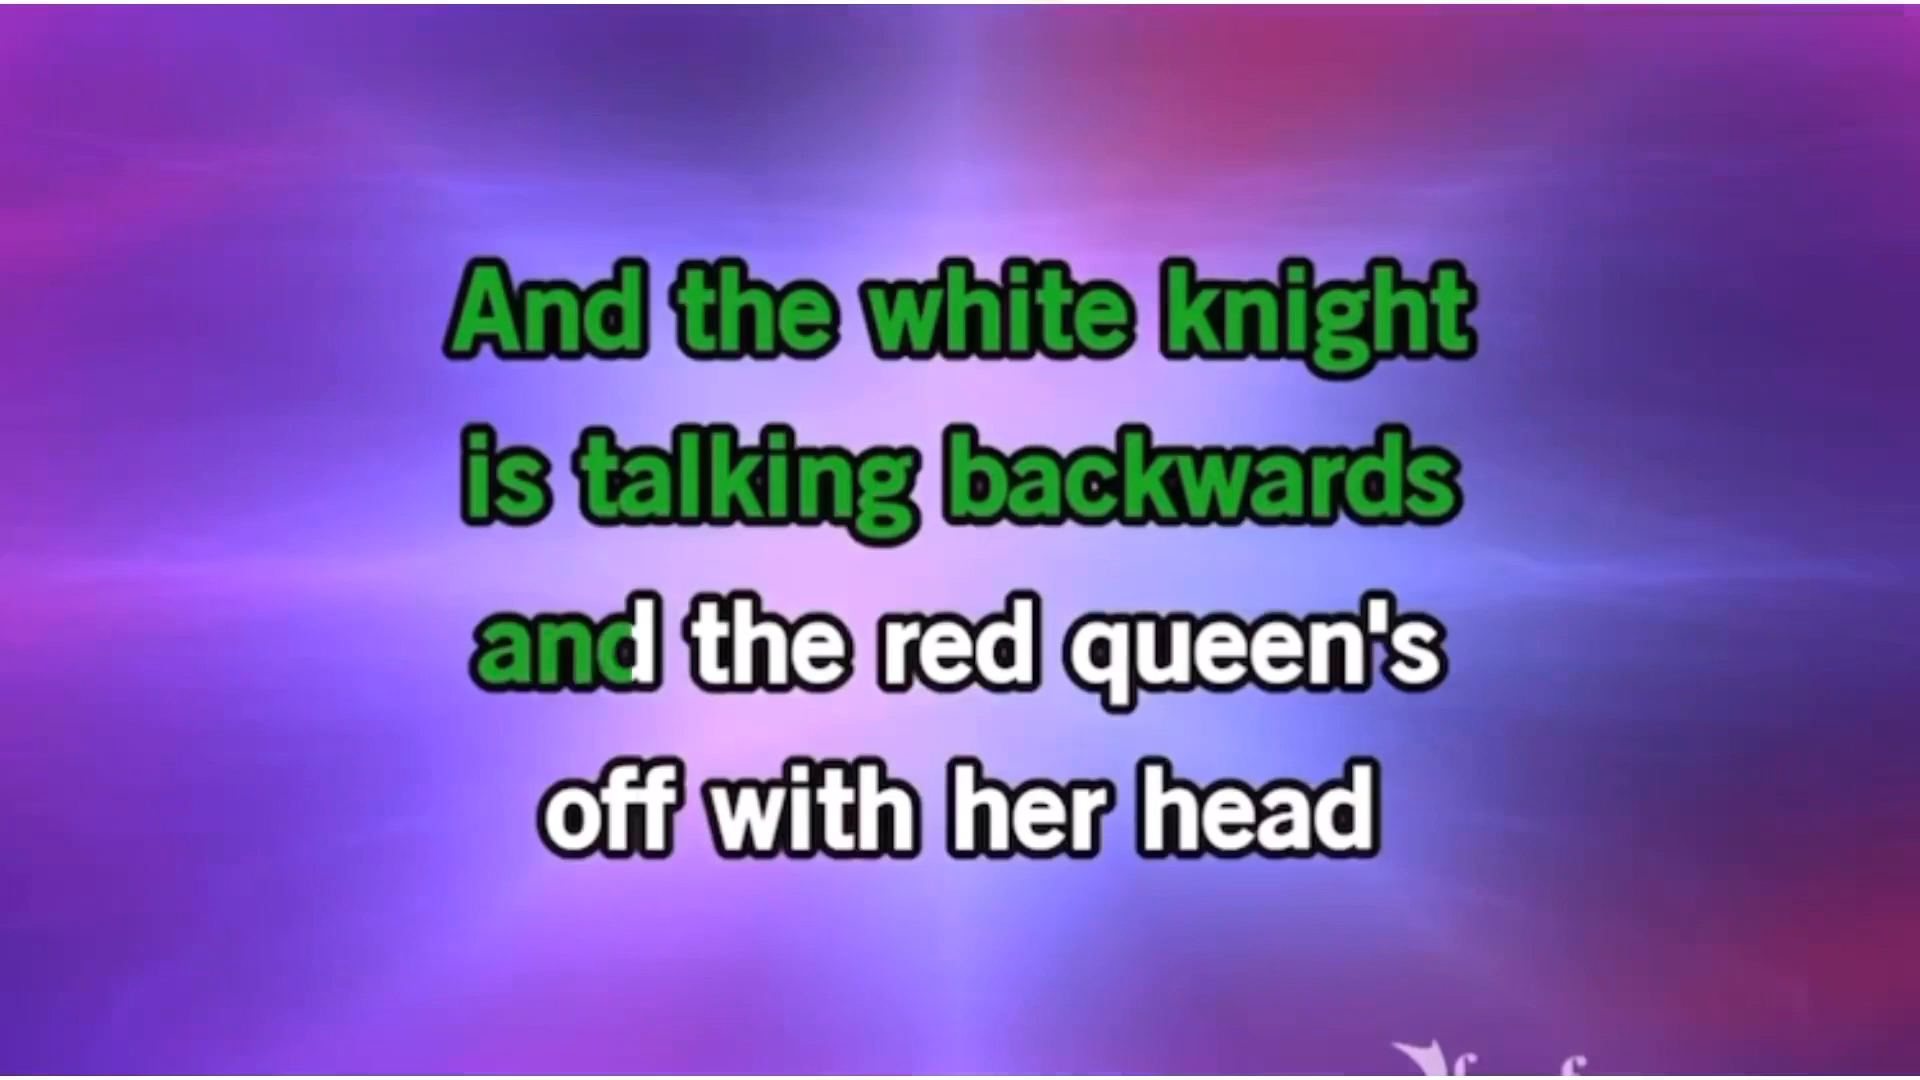 And the white knight
is talking backwards
and the red queen's
off with her head